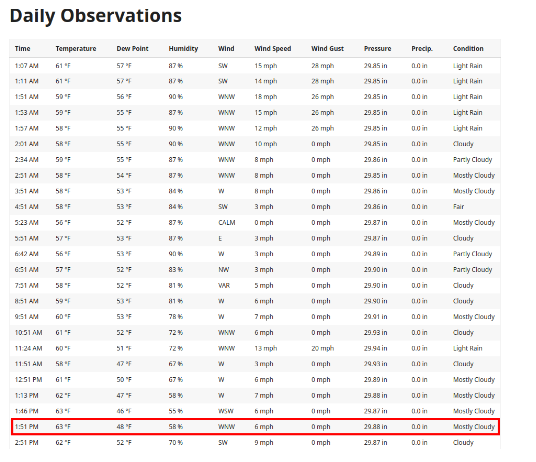 Daily Observations
Time Temperature Dew Point Humidity Wind Wind Speed Wind Gust Pressure Precip. Condition
1:07 AM 61 °F 57 °F 87 % SW 15 mph 28 mph 29.85 in 0.0 in Light Rain
1:11 AM 61 °F 57 °F 87 % SW 14 mph 28 mph 29.85 in 0.0 in Light Rain
1:51 AM 59 °F 56 °F 90 % WNW 18 mph 26 mph 29.85 in 0.0 in Light Rain
1:53 AM 59 °F 55 °F 87 % WNW 15 mph 26 mph 29.85 in 0.0 in Light Rain
1:57 AM 58 °F 55 °F 90 % WNW 12 mph 26 mph 29.85 in 0.0 in Light Rain
2:01 AM 58 °F 55 °F 90 % WNW 10 mph 0 mph 29.85 in 0.0 in Cloudy
2:34 AM 59 °F 55 °F 87 % WNW 8 mph 0 mph 29.86 in 0.0 in Partly Cloudy
2:51 AM 58 °F 54 °F 87 % WNW 8 mph 0 mph 29.85 in 0.0 in Mostly Cloudy
3:51 AM 58 °F 53 °F 84 % W 8 mph 0 mph 29.86 in 0.0 in Mostly Cloudy
4:51 AM 58 °F 53 °F 84 % SW 3 mph 0 mph 29.86 in 0.0 in Fair
5:23 AM 56 °F 52 °F 87 % CALM 0 mph 0 mph 29.87 in 0.0 in Mostly Cloudy
5:51 AM 57 °F 53 °F 87 % E 3 mph 0 mph 29.87 in 0.0 in Cloudy
6:42 AM 56 °F 53 °F 90 % W 3 mph 0 mph 29.89 in 0.0 in Partly Cloudy
6:51 AM 57 °F 52 °F 83 % NW 3 mph 0 mph 29.90 in 0.0 in Partly Cloudy
7:51 AM 58 °F 52 °F 81 % VAR 5 mph 0 mph 29.90 in 0.0 in Cloudy
8:51 AM 59 °F 53 °F 81 % W 6 mph 0 mph 29.90 in 0.0 in Cloudy
9:51 AM 60 °F 53 °F 78 % W 7 mph 0 mph 29.91 in 0.0 in Mostly Cloudy
10:51 AM 61 °F 52 °F 72 % WNW 6 mph 0 mph 29.93 in 0.0 in Cloudy
11:24 AM 60 °F 51 °F 72 % WNW 13 mph 20 mph 29.94 in 0.0 in Light Rain
11:51 AM 58 °F 47 °F 67 % W 3 mph 0 mph 29.93 in 0.0 in Cloudy
12:51 PM 61 °F 50 °F 67 % W 6 mph 0 mph 29.89 in 0.0 in Mostly Cloudy
1:13 PM 62 °F 47 °F 58 % W 7 mph 0 mph 29.88 in 0.0 in Mostly Cloudy
1:46 PM 63 °F 46 °F 55 % WSW 6 mph 0 mph 29.87 in 0.0 in Mostly Cloudy
1:51 PM 63 °F 48 °F 58 % WNW 6 mph 0 mph 29.88 in 0.0 in Mostly Cloudy
2:51 PM 62 °F 52 °F 70 % SW 9 mph 0 mph 29.87 in 0.0 in Cloudy